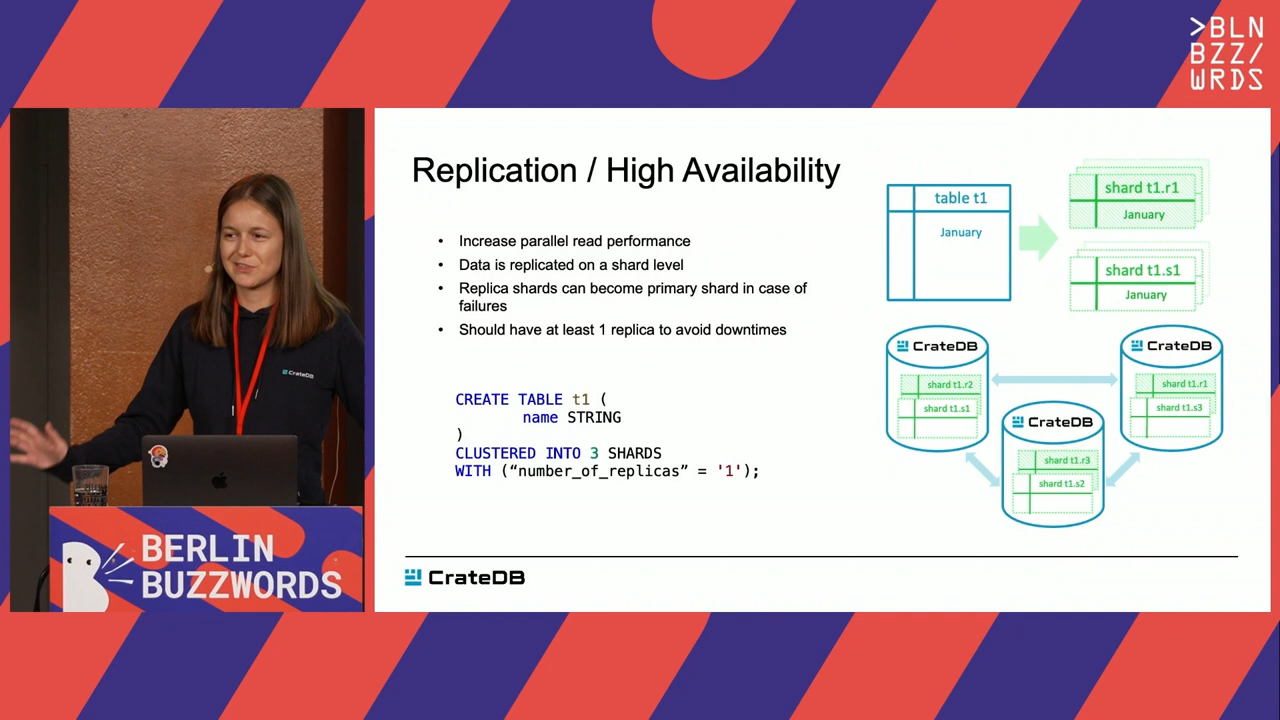 >BLN
BZZ/
WRDS
Replication / High Availability
• Increase parallel read performance
• Data is replicated on a shard level
• Replica shards can become primary shard in case of
failures
• Should have at least 1 replica to avoid downtimes
CREATE TABLE t1 (
name STRING
)
CLUSTERED INTO 3 SHARDS
WITH (“number_of_replicas” = '1');
table t1
January
shard t1.r1
January
shard t1.s1
January
CrateDB
shard t1.r2
shard t1.s1
CrateDB
shard t1.r3
shard t1.s2
CrateDB
shard t1.r1
shard t1.s3
CrateDB
CrateDB
BERLIN
BUZZWORDS